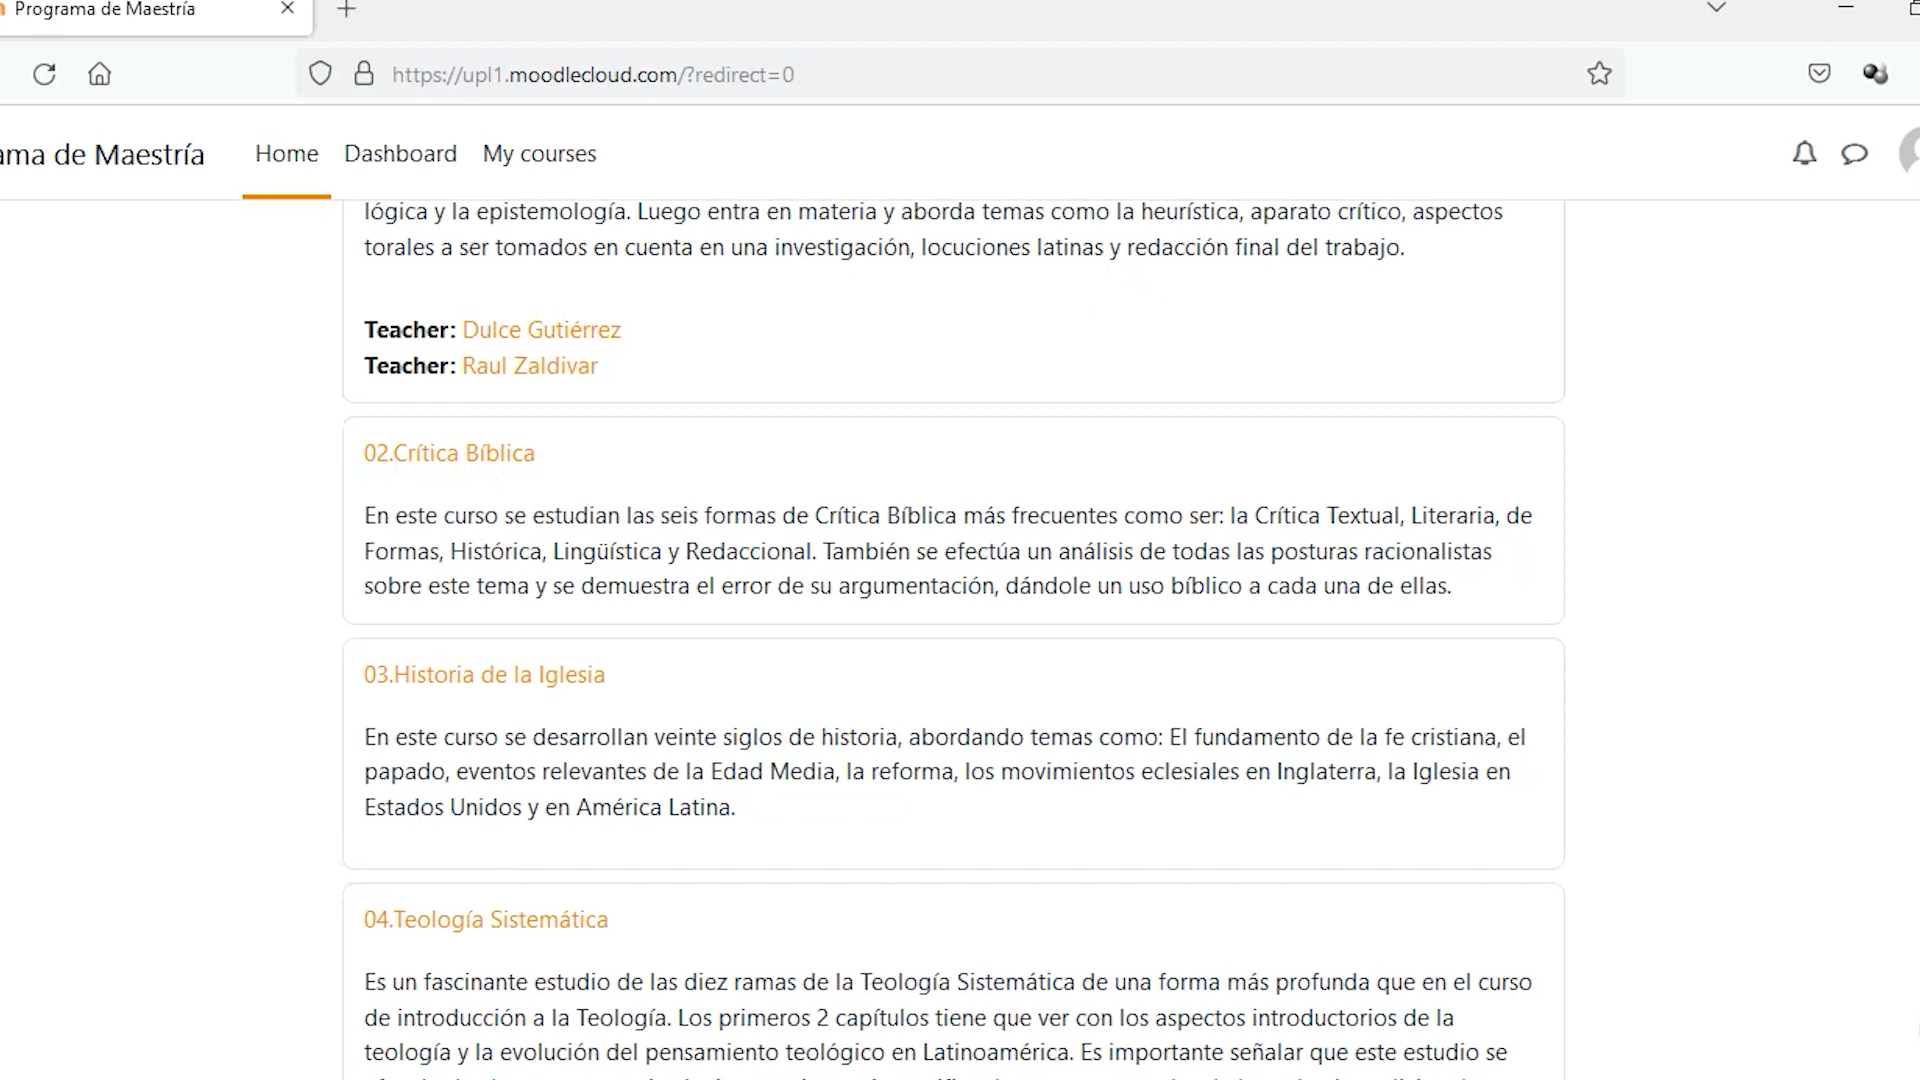 Programa de Maestría
https://upl1.moodlecloud.com/?redirect=0
ama de Maestría Home Dashboard My courses
lógica y la epistemología. Luego entra en materia y aborda temas como la heurística, aparato crítico, aspectos
torales a ser tomados en cuenta en una investigación, locuciones latinas y redacción final del trabajo.
Teacher: Dulce Gutiérrez
Teacher: Raul Zaldivar
02.Crítica Bíblica
En este curso se estudian las seis formas de Crítica Bíblica más frecuentes como ser: la Crítica Textual, Literaria, de
Formas, Histórica, Lingüística y Redaccional. También se efectúa un análisis de todas las posturas racionalistas
sobre este tema y se demuestra el error de su argumentación, dándole un uso bíblico a cada una de ellas.
03.Historia de la Iglesia
En este curso se desarrollan veinte siglos de historia, abordando temas como: El fundamento de la fe cristiana, el
papado, eventos relevantes de la Edad Media, la reforma, los movimientos eclesiales en Inglaterra, la Iglesia en
Estados Unidos y en América Latina.
04.Teología Sistemática
Es un fascinante estudio de las diez ramas de la Teología Sistemática de una forma más profunda que en el curso
de introducción a la Teología. Los primeros 2 capítulos tiene que ver con los aspectos introductorios de la
teología y la evolución del pensamiento teológico en Latinoamérica. Es importante señalar que este estudio se